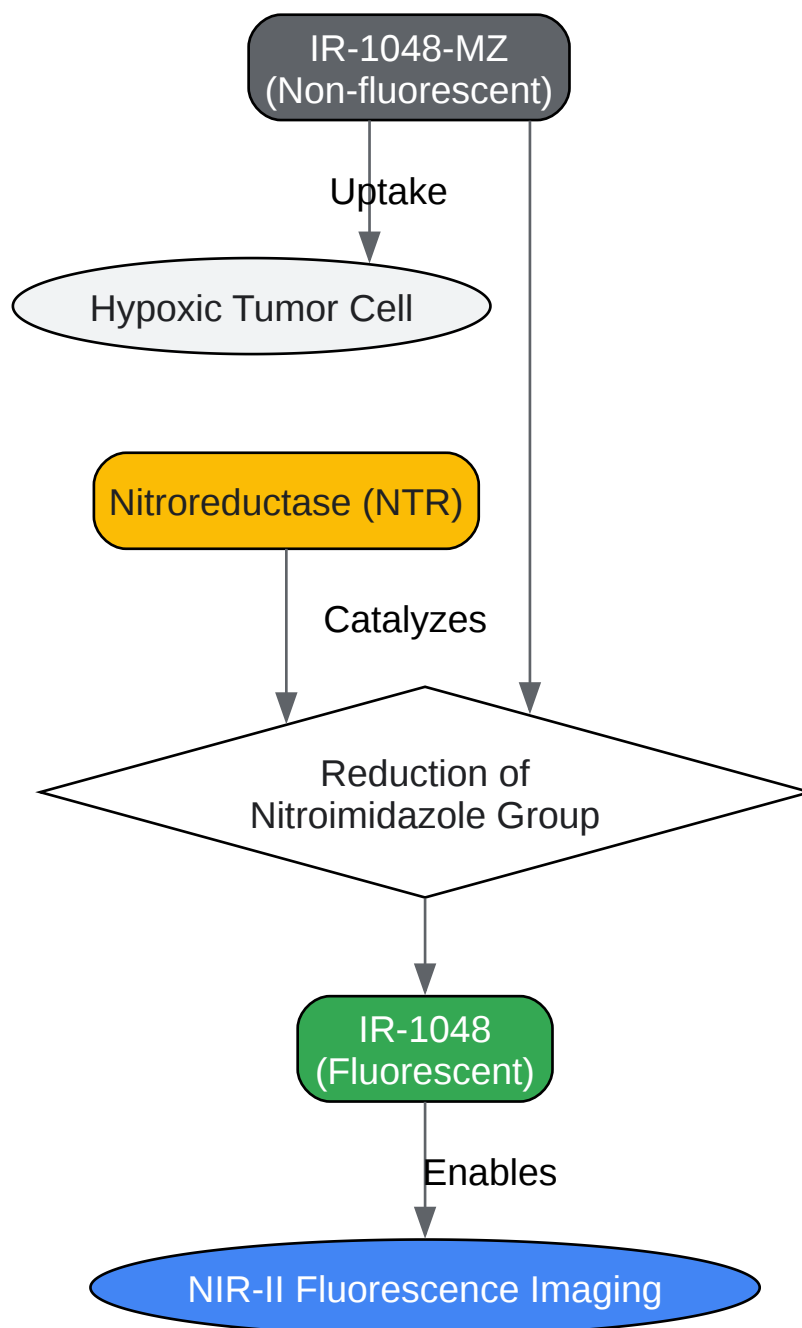 IR-1048-MZ
(Non-fluorescent)
Uptake
Hypoxic Tumor Cell
Nitroreductase (NTR)
Catalyzes
Reduction of
Nitroimidazole Group
IR-1048
(Fluorescent)
Enables
NIR-II Fluorescence Imaging